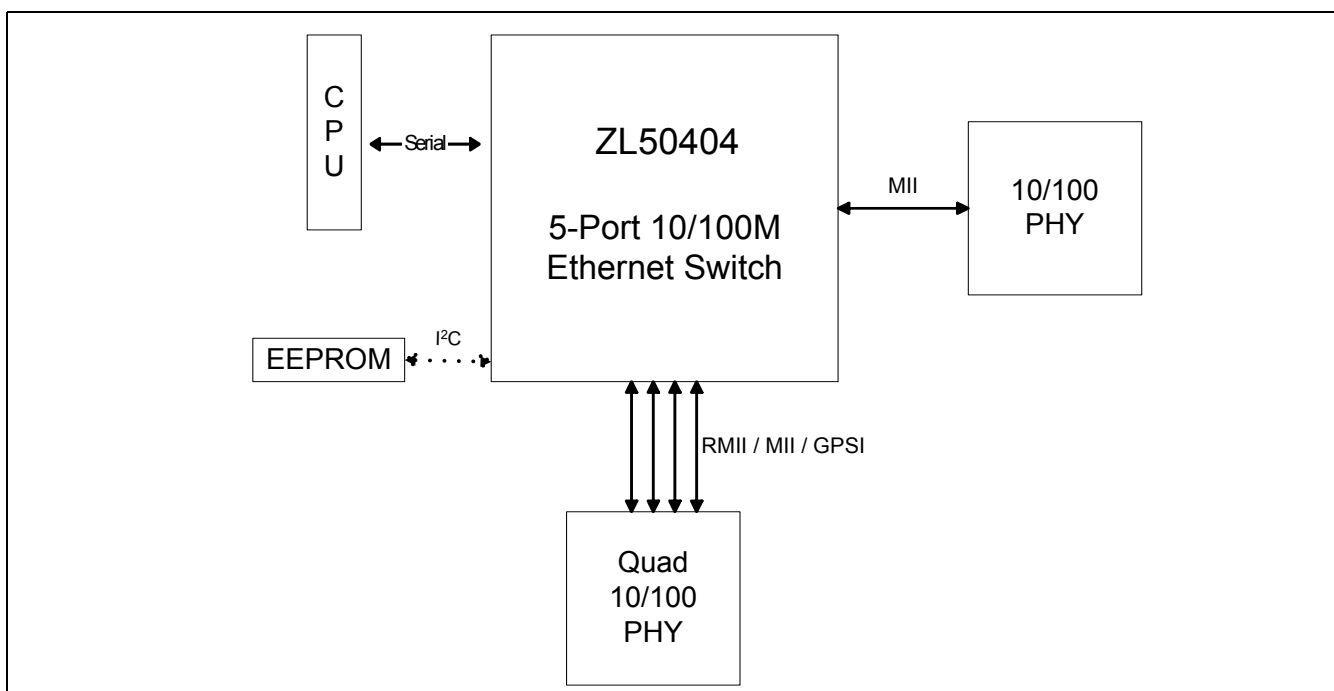 C
P
U
Serial
ZL50404
5-Port 10/100M
Ethernet Switch
MII
10/100
PHY
EEPROM
I²C
RMII / MII / GPSI
Quad
10/100
PHY